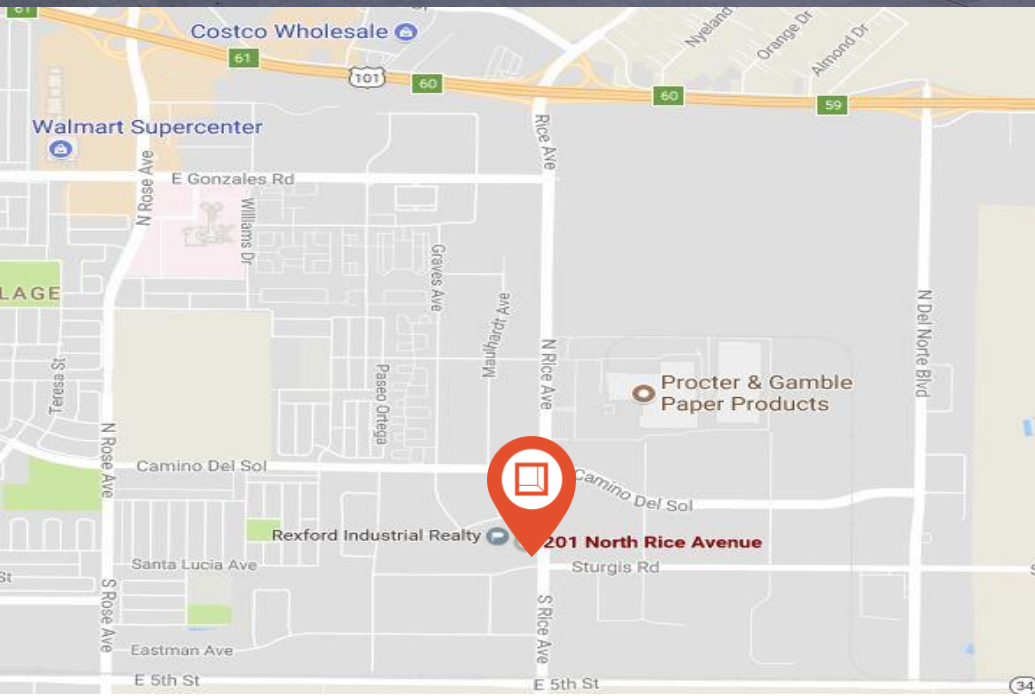 61
Costco Wholesale
61
101
60
60
59
Nyeland
Orange Dr
Almond Dr
Walmart Supercenter
Rice Ave
N Rose Ave
E Gonzales Rd
Williams Dr
Graves Ave
LAGE
Maulhardt Ave
N Del Norte Blvd
Teresa St
Paseo Ortega
N Rice Ave
Procter & Gamble
Paper Products
N Rose Ave
Camino Del Sol
Camino Del Sol
Rexford Industrial Realty
201 North Rice Avenue
Santa Lucia Ave
Sturgis Rd
St
S Rose Ave
S Rice Ave
Eastman Ave
E 5th St
E 5th St
34